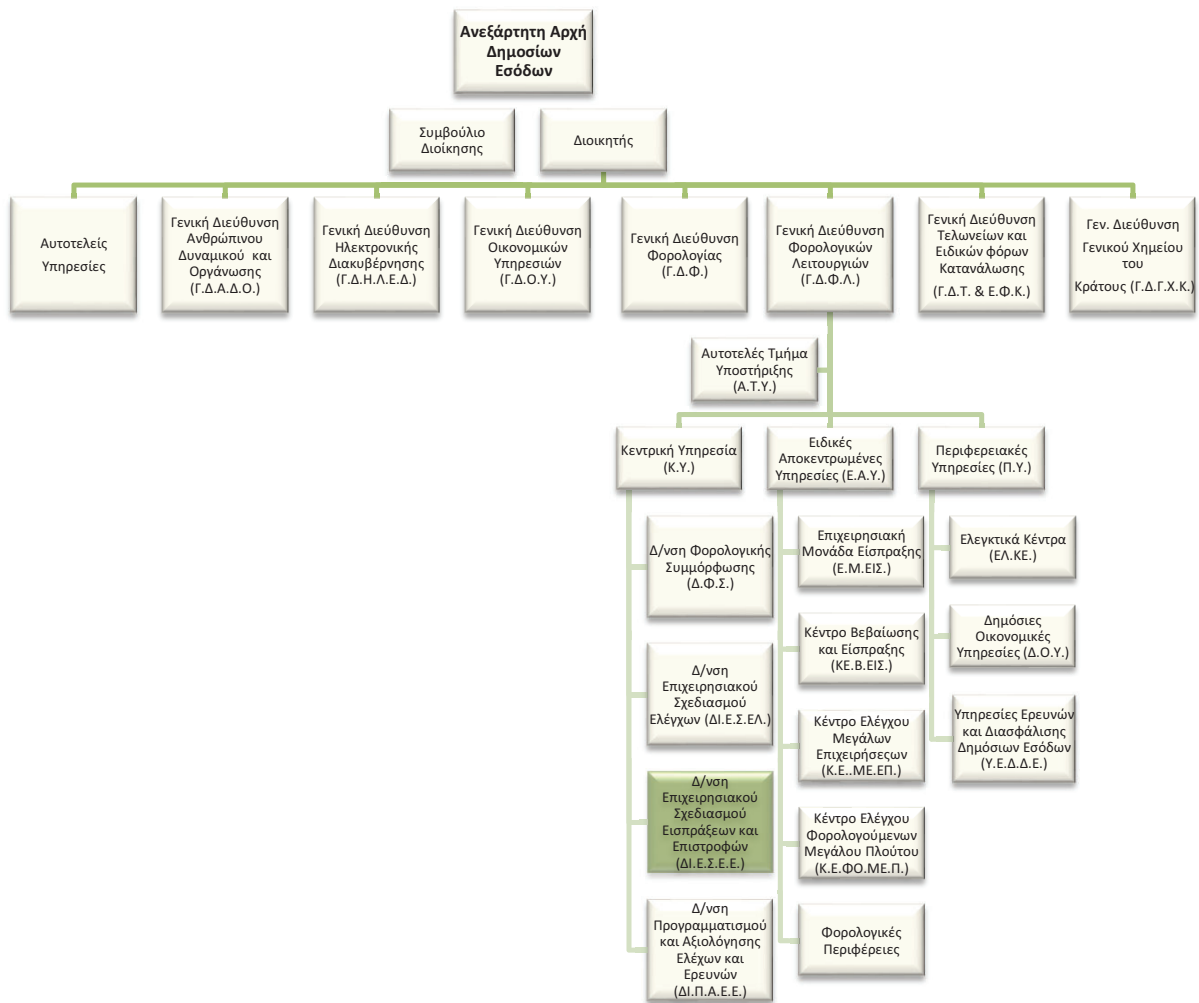 Ανεξάρτητη Αρχή
Δημοσίων
Εσόδων
Συμβούλιο
Διοίκησης
Διοικητής
Αυτοτελείς
Υπηρεσίες
Γενική Διεύθυνση
Ανθρώπινου
Δυναμικού και
Οργάνωσης
(Γ.Δ.Α.Δ.Ο.)
Γενική Διεύθυνση
Ηλεκτρονικής
Διακυβέρνησης
(Γ.Δ.Η.Λ.Ε.Δ.)
Γενική Διεύθυνση
Οικονομικών
Υπηρεσιών
(Γ.Δ.Ο.Υ.)
Γενική Διεύθυνση
Φορολογίας
(Γ.Δ.Φ.)
Γενική Διεύθυνση
Φορολογικών
Λειτουργιών
(Γ.Δ.Φ.Λ.)
Γενική Διεύθυνση
Τελωνείων και
Ειδικών φόρων
Κατανάλωσης
(Γ.Δ.Τ. & Ε.Φ.Κ.)
Γεν. Διεύθυνση
Γενικού Χημείου του
Κράτους (Γ.Δ.Γ.Χ.Κ.)
Αυτοτελές Τμήμα
Υποστήριξης
(Α.Τ.Υ.)
Κεντρική Υπηρεσία
(Κ.Υ.)
Ειδικές
Αποκεντρωμένες
Υπηρεσίες (Ε.Α.Υ.)
Περιφερειακές
Υπηρεσίες (Π.Υ.)
Δ/νση Φορολογικής
Συμμόρφωσης
(Δ.Φ.Σ.)
Δ/νση
Επιχειρησιακού
Σχεδιασμού
Ελέγχων (ΔΙ.Ε.Σ.ΕΛ.)
Δ/νση
Επιχειρησιακού
Σχεδιασμού
Εισπράξεων και
Επιστροφών
(ΔΙ.Ε.Σ.Ε.Ε.)
Δ/νση
Προγραμματισμού
και Αξιολόγησης
Ελέχων και
Ερευνών
(ΔΙ.Π.Α.Ε.Ε.)
Επιχειρησιακή
Μονάδα Είσπραξης
(Ε.Μ.ΕΙΣ.)
Κέντρο Βεβαίωσης
και Είσπραξης
(ΚΕ.Β.ΕΙΣ.)
Κέντρο Ελέγχου
Μεγάλων
Επιχειρήσεςων
(Κ.Ε..ΜΕ.ΕΠ.)
Κέντρο Ελέγχου
Φορολογούμενων
Μεγάλου Πλούτου
(Κ.Ε.ΦΟ.ΜΕ.Π.)
Φορολογικές
Περιφέρειες
Ελεγκτικά Κέντρα
(ΕΛ.ΚΕ.)
Δημόσιες
Οικονομικές
Υπηρεσίες (Δ.Ο.Υ.)
Υπηρεσίες Ερευνών
και Διασφάλισης
Δημόσιων Εσόδων
(Υ.Ε.Δ.Δ.Ε.)